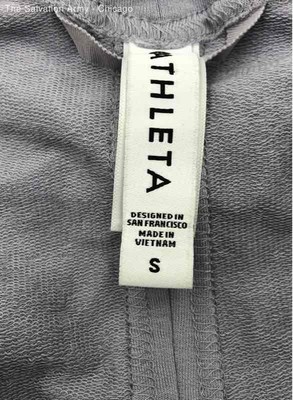 The Salvation Army - Chicago
ATHLETA
DESIGNED IN
SAN FRANCISCO
MADE IN
VIETNAM
S